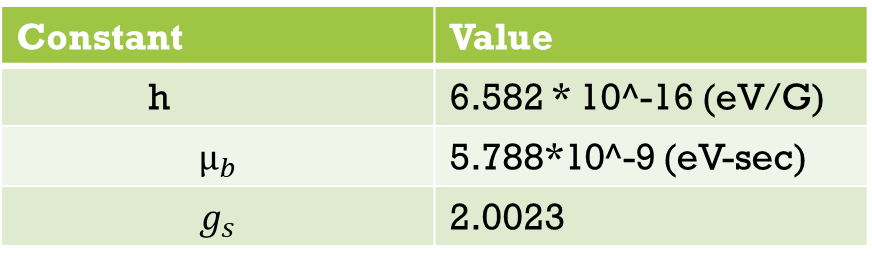 Constant Value
h 6.582 * 10^-16 (eV/G)
μ_b 5.788*10^-9 (eV-sec)
g_s 2.0023